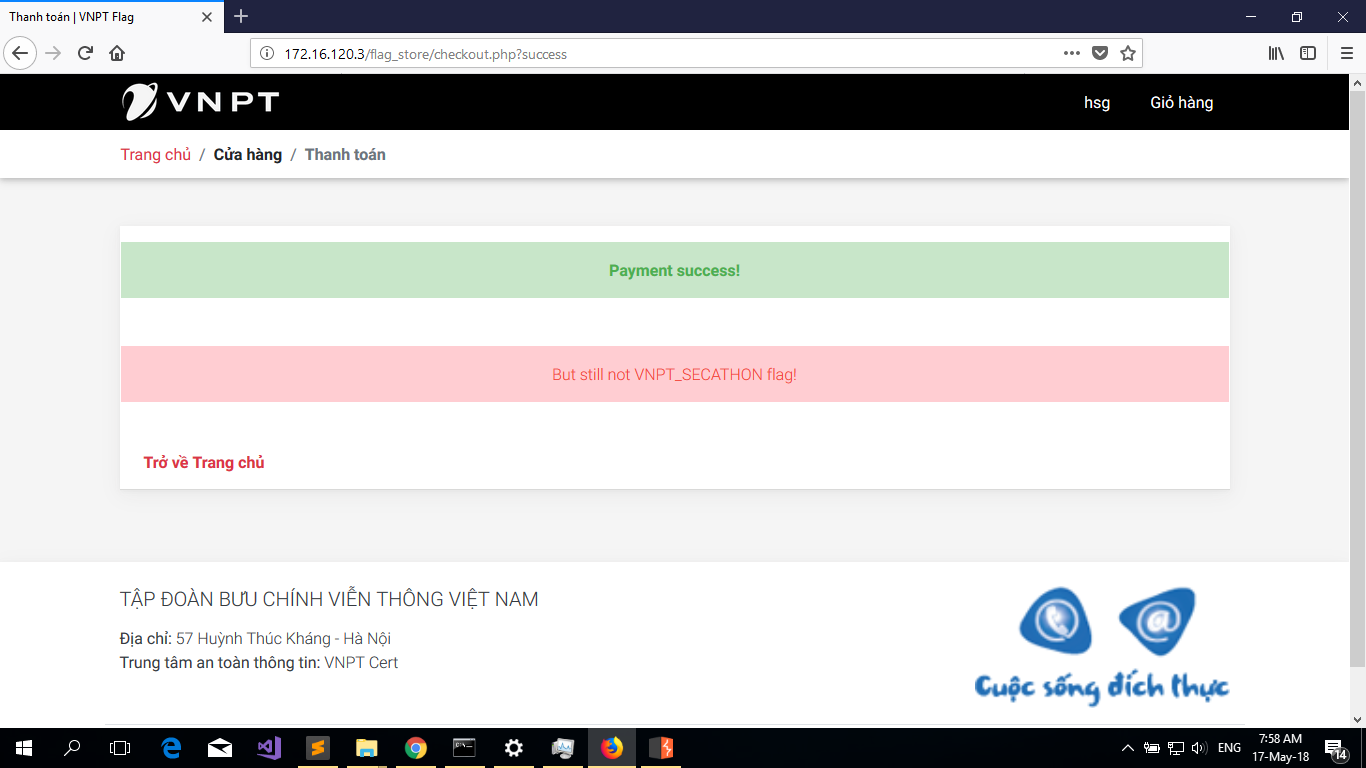 Thanh toán | VNPT Flag
172.16.120.3/flag_store/checkout.php?success
VNPT
hsg
Giỏ hàng
Trang chủ / Cửa hàng / Thanh toán
Payment success!
But still not VNPT_SECATHON flag!
Trở về Trang chủ
TẬP ĐOÀN BƯU CHÍNH VIỄN THÔNG VIỆT NAM
Địa chỉ: 57 Huỳnh Thúc Kháng - Hà Nội
Trung tâm an toàn thông tin: VNPT Cert
@
Cuộc sống đích thực
ENG
7:58 AM
17-May-18
14